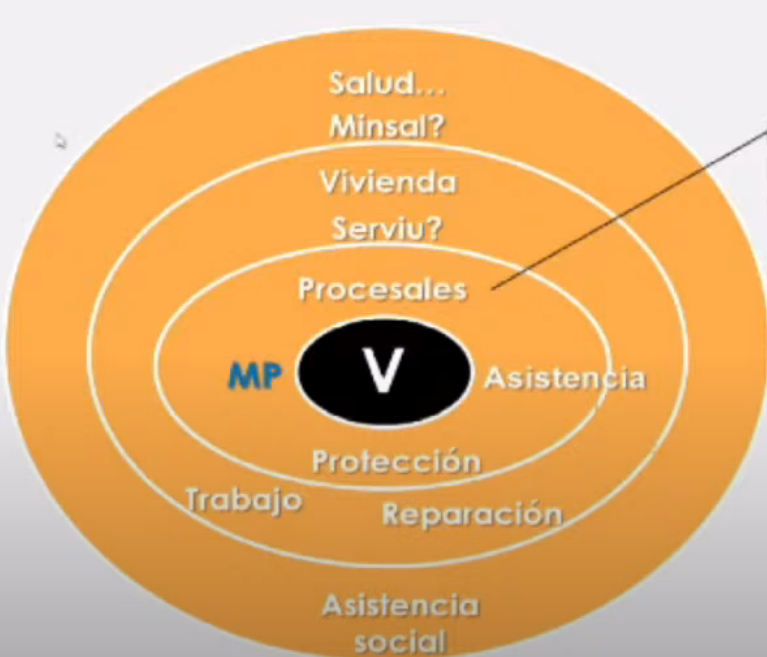 Salud...
Minsal?
Vivienda
Serviu?
Procesales
MP V Asistencia
Protección
Trabajo
Reparación
Asistencia
social